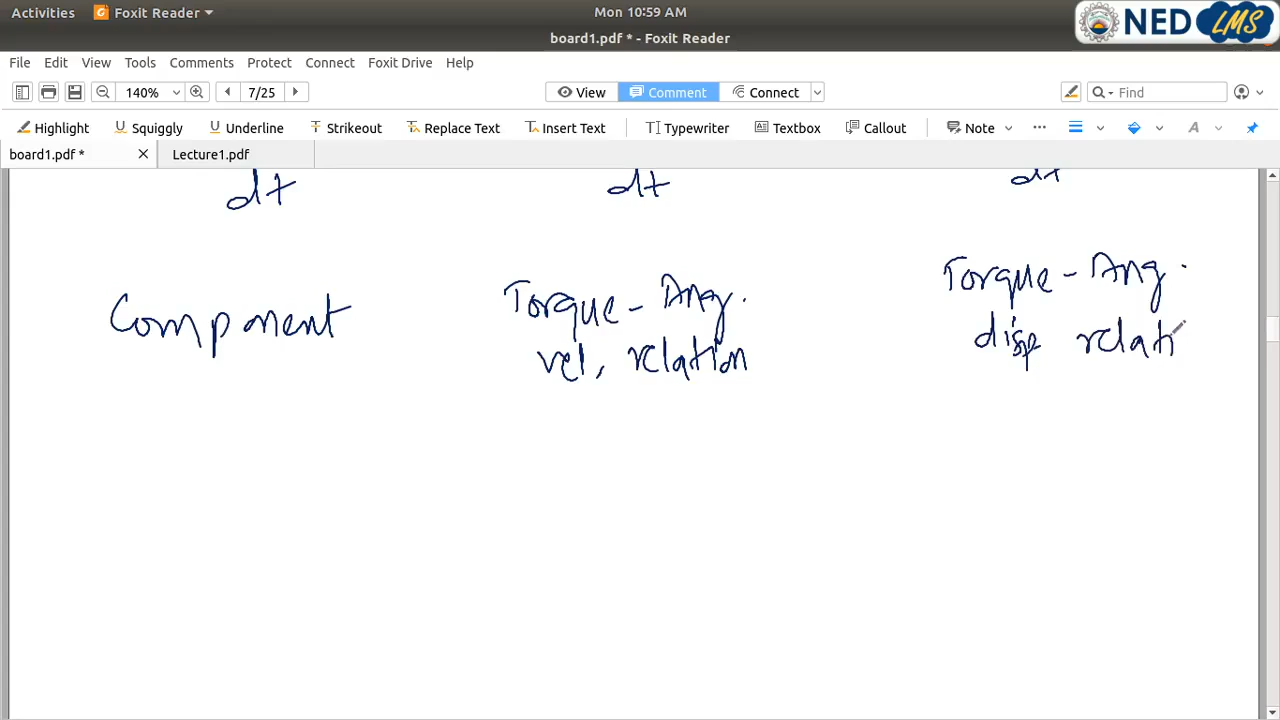 Activities Foxit Reader Mon 10:59 AM
board1.pdf * - Foxit Reader
NED LMS
File Edit View Tools Comments Protect Connect Foxit Drive Help
140% 7/25 View Comment Connect Find
Highlight Squiggly Underline Strikeout Replace Text Insert Text Typewriter Textbox Callout Note
board1.pdf * Lecture1.pdf
dt dt dt
Component
Torque - Ang.
vel, relation
Torque - Ang.
disp relati